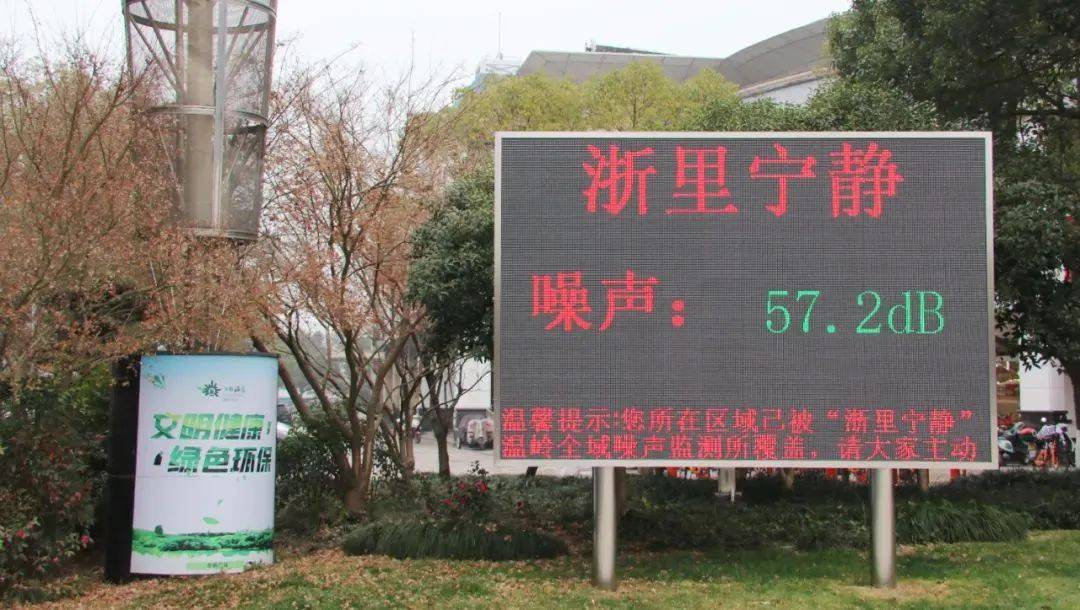 浙里宁静
噪声： 57.2dB
温馨提示:您所在区域已被“浙里宁静”
温岭全域噪声监测所覆盖，请大家主动
文明健康
绿色环保